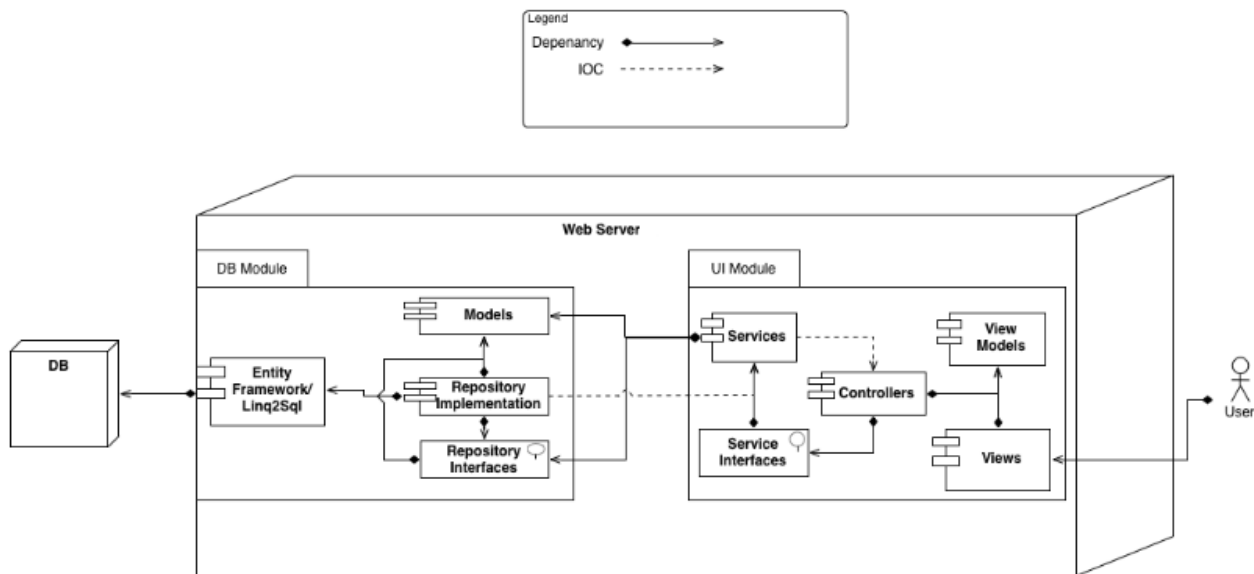 Legend
Depenancy
IOC
Web Server
DB Module
UI Module
Models
Services
View
Models
DB
Entity
Framework/
Linq2Sql
Repository
Implementation
Controllers
User
Repository
Interfaces
Service
Interfaces
Views